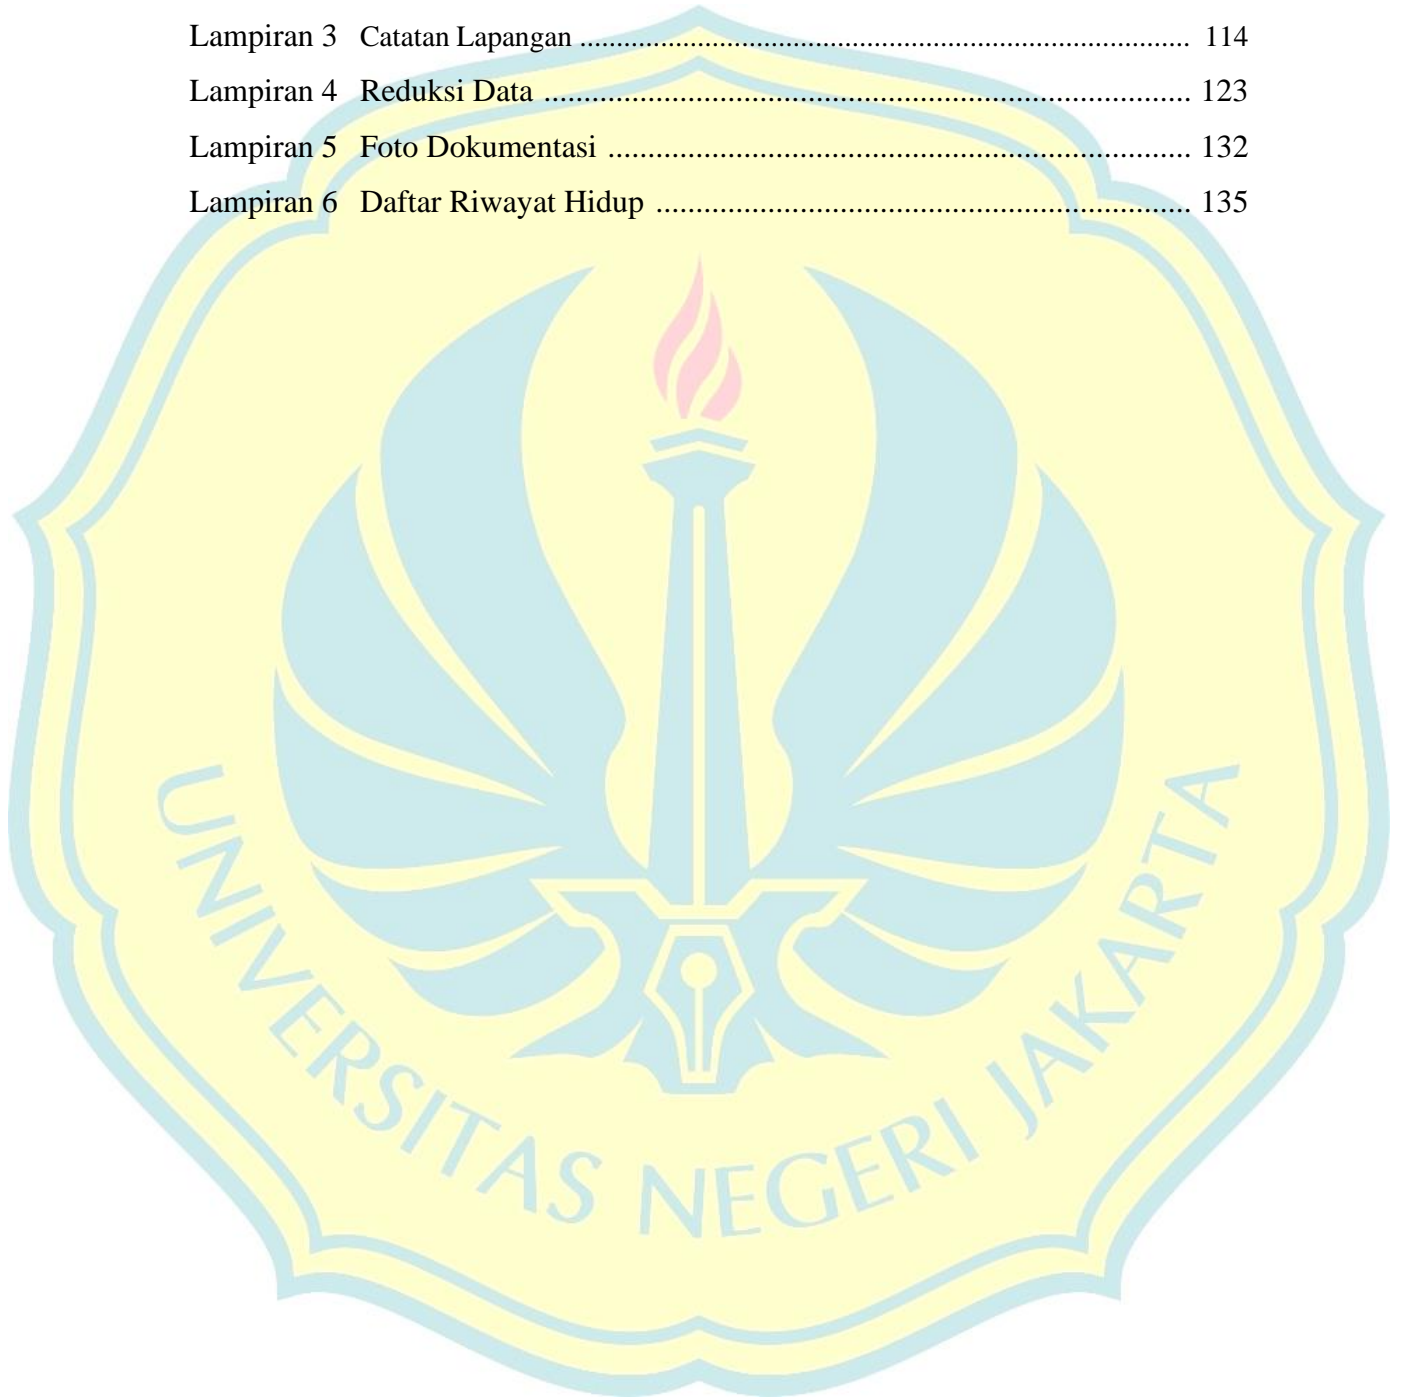 Lampiran 3 Catatan Lapangan ..................................................................................... 114
Lampiran 4 Reduksi Data .................................................................................. 123
Lampiran 5 Foto Dokumentasi .......................................................................... 132
Lampiran 6 Daftar Riwayat Hidup .................................................................... 135
UNIVERSITAS NEGERI JAKARTA